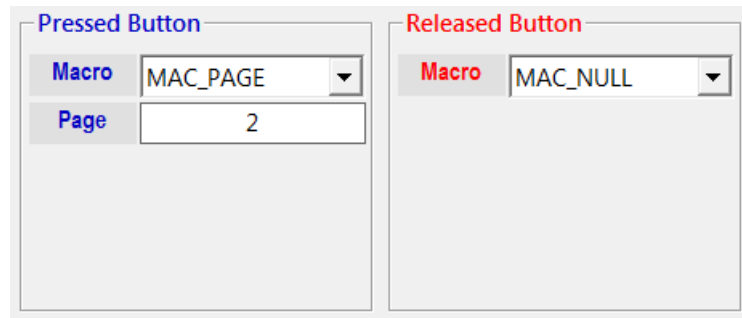 Pressed Button
Macro MAC_PAGE
Page 2
Released Button
Macro MAC_NULL